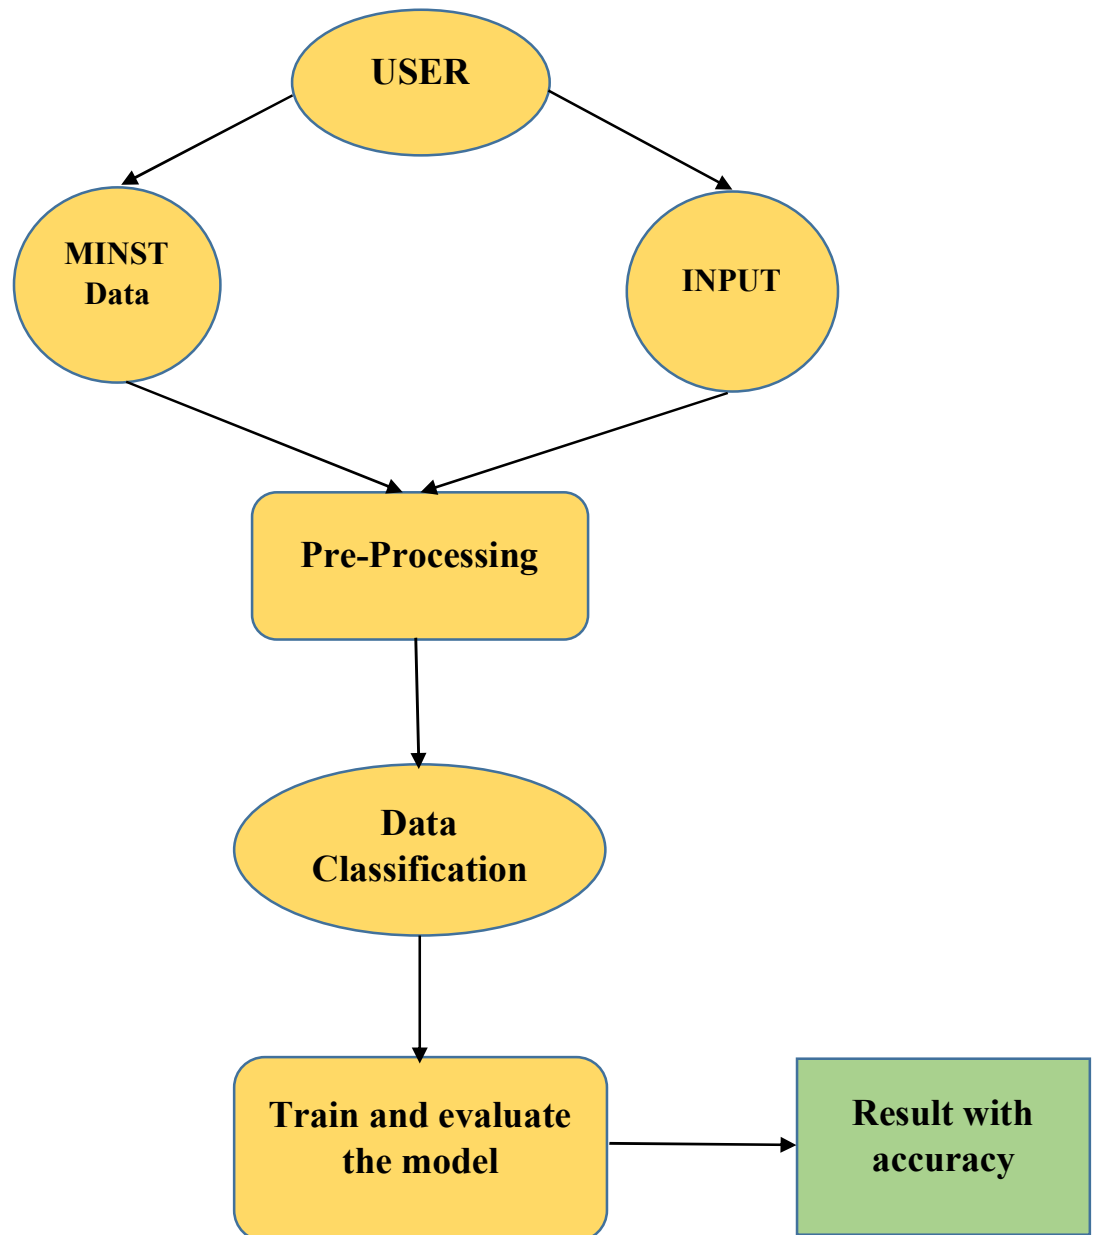 USER
MINST
Data
INPUT
Pre-Processing
Data
Classification
Train and evaluate
the model
Result with
accuracy